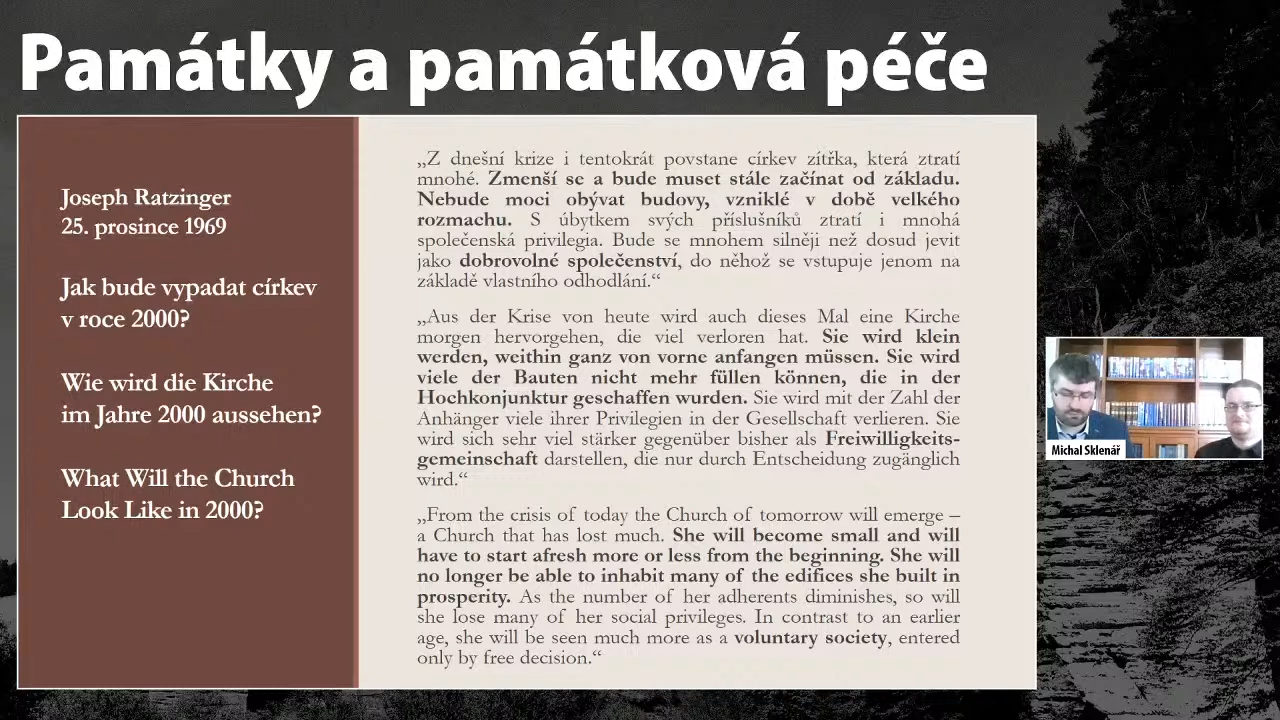 Památky a památková péče
Joseph Ratzinger
25. prosince 1969
Jak bude vypadat církev
v roce 2000?
Wie wird die Kirche
im Jahre 2000 aussehen?
What Will the Church
Look Like in 2000?
„Z dnešní krize i tentokrát povstane církev zítřka, která ztratí
mnohé. Zmenší se a bude muset stále začínat od základu.
Nebude moci obývat budovy, vzniklé v době velkého
rozmachu. S úbytkem svých příslušníků ztratí i mnohá
společenská privilegia. Bude se mnohem silněji než dosud jevit
jako dobrovolné společenství, do něhož se vstupuje jenom na
základě vlastního odhodlání.“
„Aus der Krise von heute wird auch dieses Mal eine Kirche
morgen hervorgehen, die viel verloren hat. Sie wird klein
werden, weithin ganz von vorne anfangen müssen. Sie wird
viele der Bauten nicht mehr füllen können, die in der
Hochkonjunktur geschaffen wurden. Sie wird mit der Zahl der
Anhänger viele ihrer Privilegien in der Gesellschaft verlieren. Sie
wird sich sehr viel stärker gegenüber bisher als Freiwilligkeits-
gemeinschaft darstellen, die nur durch Entscheidung zugänglich
wird.“
„From the crisis of today the Church of tomorrow will emerge –
a Church that has lost much. She will become small and will
have to start afresh more or less from the beginning. She will
no longer be able to inhabit many of the edifices she built in
prosperity. As the number of her adherents diminishes, so will
she lose many of her social privileges. In contrast to an earlier
age, she will be seen much more as a voluntary society, entered
only by free decision.“
Michal Sklenář